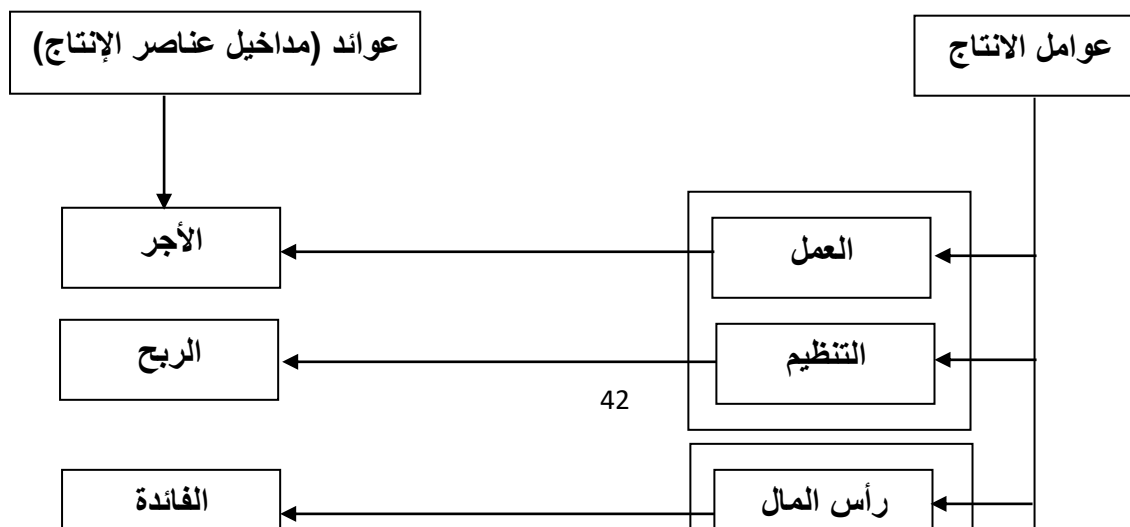 عوامل الانتاج
عوائد (مداخيل عناصر الإنتاج)
العمل
الأجر
التنظيم
الربح
42
رأس المال
الفائدة